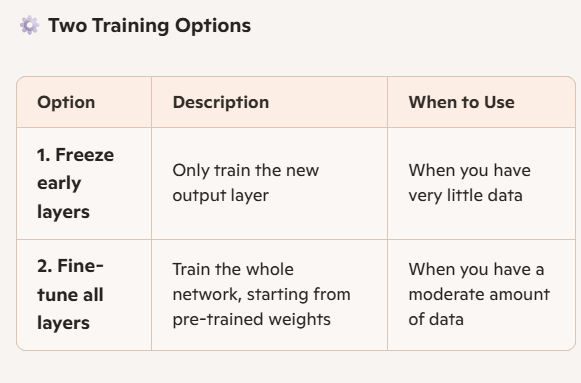 Two Training Options
Option
Description
When to Use
1. Freeze
early
layers
Only train the new
output layer
When you have
very little data
2. Fine-
tune all
layers
Train the whole
network, starting from
pre-trained weights
When you have a
moderate amount
of data